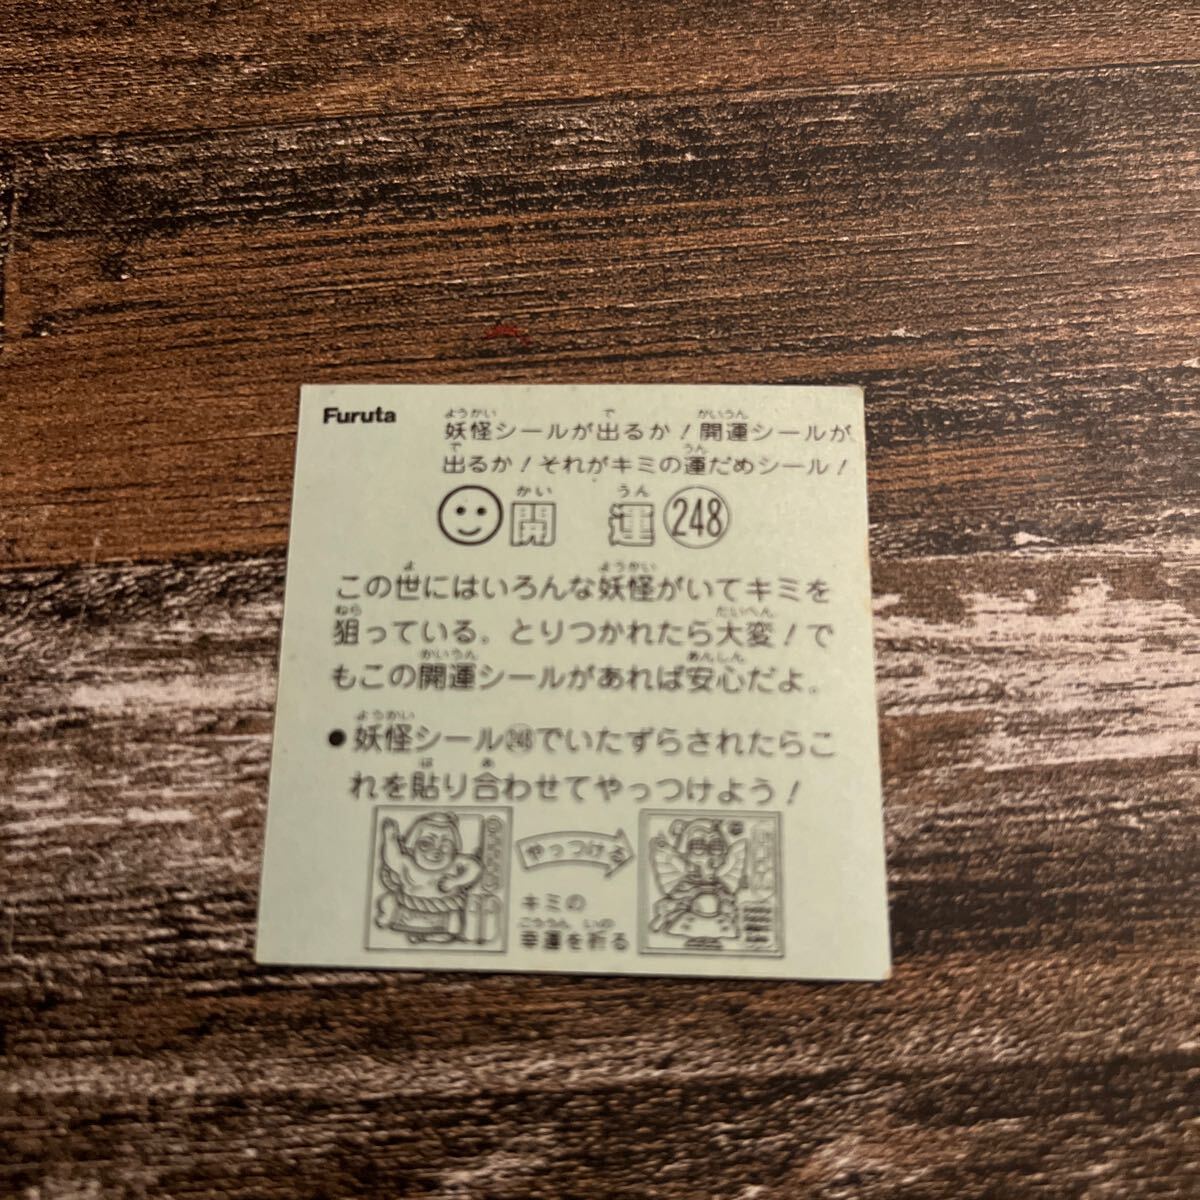 Furuta
妖怪シールが出るか！開運シールが
出るか！それがキミの運だめシール！
開運 248
この世にはいろんな妖怪がいてキミを
狙っている。とりつかれたら大変！で
もこの開運シールがあれば安心だよ。
●妖怪シール248でいたずらされたらこ
れを貼り合わせてやっつけよう！
やっつける
キミの
幸運を祈る